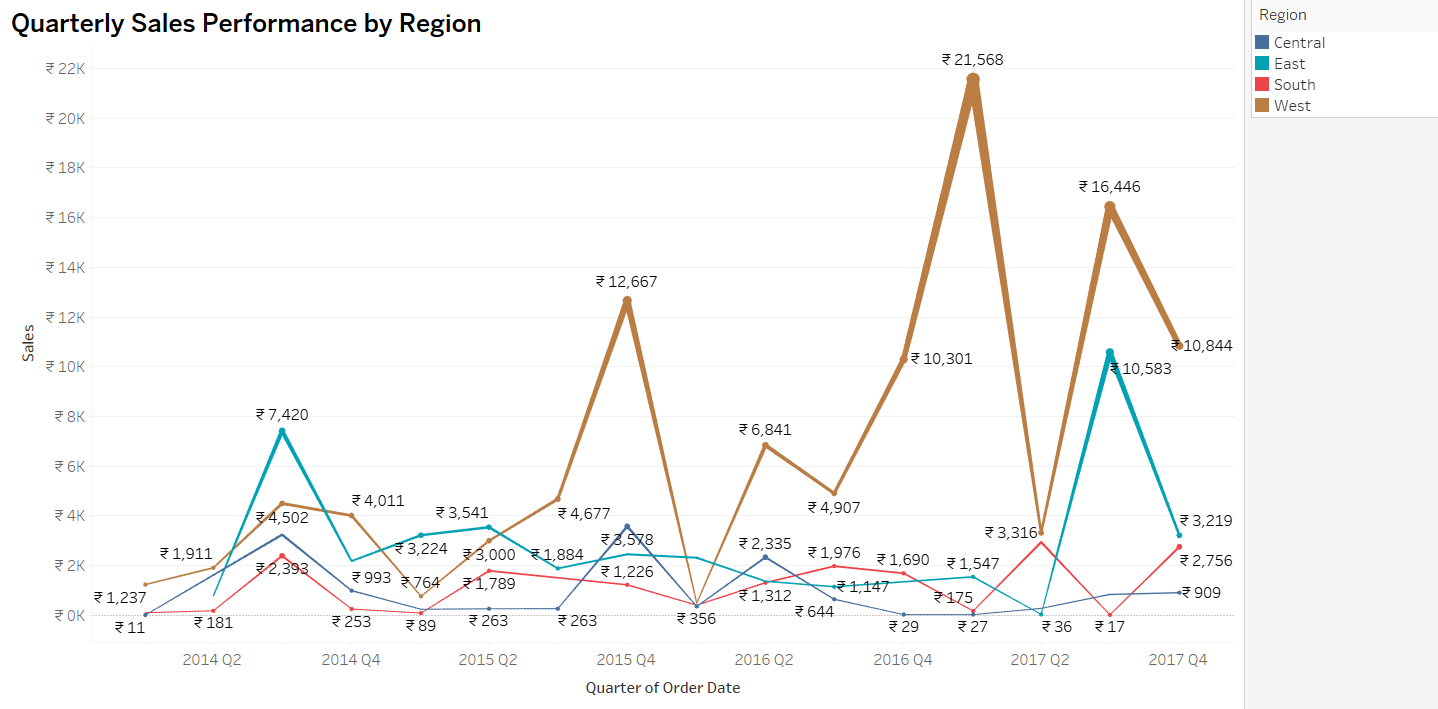 Quarterly Sales Performance by Region
Region
Central
East
South
West
Sales
₹ 22K
₹ 20K
₹ 18K
₹ 16K
₹ 14K
₹ 12K
₹ 10K
₹ 8K
₹ 6K
₹ 4K
₹ 2K
₹ 0K
₹ 21,568
₹ 16,446
₹ 12,667
₹ 10,844
₹ 10,301
₹ 10,583
₹ 7,420
₹ 6,841
₹ 4,011
₹ 4,907
₹ 3,541
₹ 4,677
₹ 4,502
₹ 3,219
₹ 3,316
₹ 3,578
₹ 2,335
₹ 3,224
₹ 1,911
₹ 3,000
₹ 1,884
₹ 1,976
₹ 1,690
₹ 2,756
₹ 1,547
₹ 2,393
₹ 1,226
₹ 993
₹ 764
₹ 1,789
₹ 1,147
₹ 909
₹ 1,312
₹ 1,237
₹ 175
₹ 644
₹ 356
₹ 263
₹ 263
₹ 253
₹ 181
₹ 89
₹ 11
₹ 29
₹ 27
₹ 36
₹ 17
2014 Q2
2014 Q4
2015 Q2
2015 Q4
2016 Q2
2016 Q4
2017 Q2
2017 Q4
Quarter of Order Date